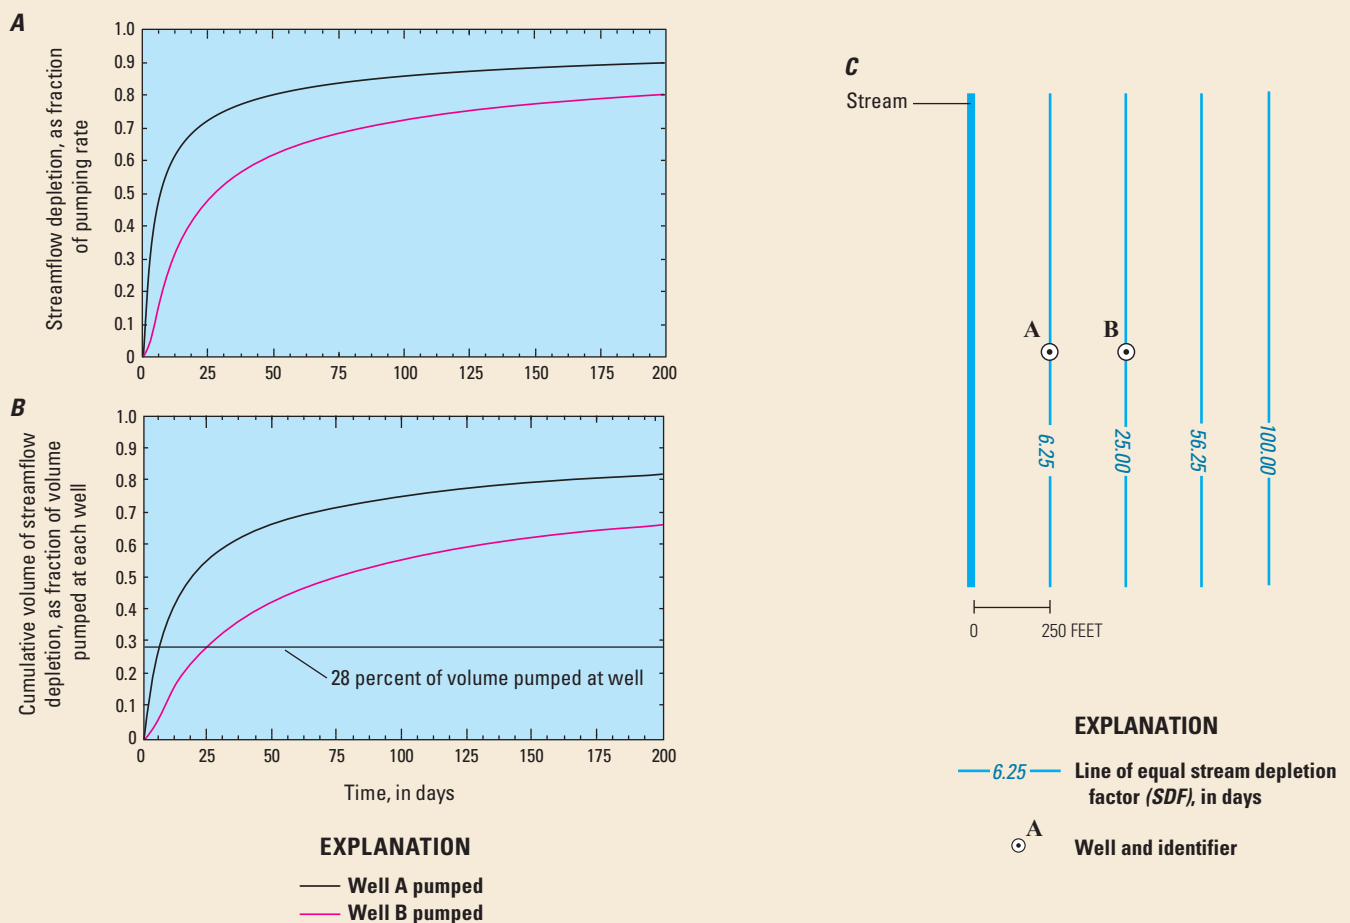 A
1.0
0.9
0.8
0.7
0.6
0.5
0.4
0.3
0.2
0.1
0
Streamflow depletion, as fraction
of pumping rate
0 25 50 75 100 125 150 175 200
B
1.0
0.9
0.8
0.7
0.6
0.5
0.4
0.3
0.2
0.1
0
Cumulative volume of streamflow
depletion, as fraction of volume
pumped at each well
28 percent of volume pumped at well
0 25 50 75 100 125 150 175 200
Time, in days
EXPLANATION
Well A pumped
Well B pumped
C
Stream
A B
6.25 25.00 56.25 100.00
0 250 FEET
EXPLANATION
6.25 Line of equal stream depletion
factor (SDF), in days
A
Well and identifier